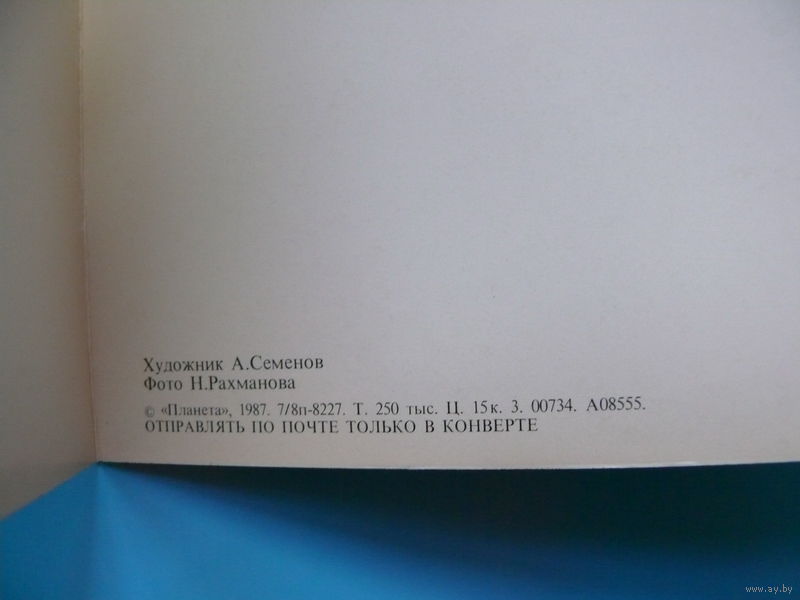 Художник А.Семенов
Фото Н.Рахманова
© «Планета», 1987. 7/8п-8227. Т. 250 тыс. Ц. 15к. З. 00734. А08555.
ОТПРАВЛЯТЬ ПО ПОЧТЕ ТОЛЬКО В КОНВЕРТЕ
www.ay.by